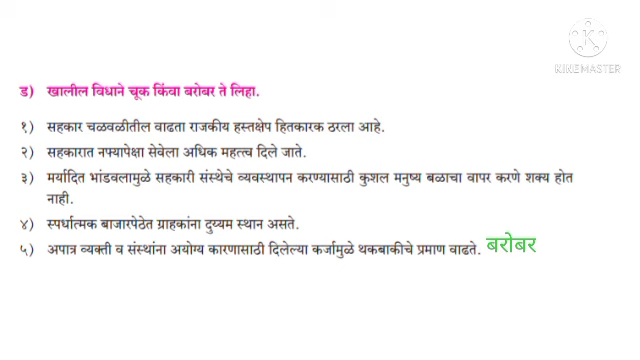 KINEMASTER
ड) खालील विधाने चूक किंवा बरोबर ते लिहा.
१) सहकार चळवळीतील वाढता राजकीय हस्तक्षेप हितकारक ठरला आहे.
२) सहकारात नफ्यापेक्षा सेवेला अधिक महत्त्व दिले जाते.
३) मर्यादित भांडवलामुळे सहकारी संस्थेचे व्यवस्थापन करण्यासाठी कुशल मनुष्य बळाचा वापर करणे शक्य होत
नाही.
४) स्पर्धात्मक बाजारपेठेत ग्राहकांना दुय्यम स्थान असते.
५) अपात्र व्यक्ती व संस्थांना अयोग्य कारणासाठी दिलेल्या कर्जामुळे थकबाकीचे प्रमाण वाढते. बरोबर